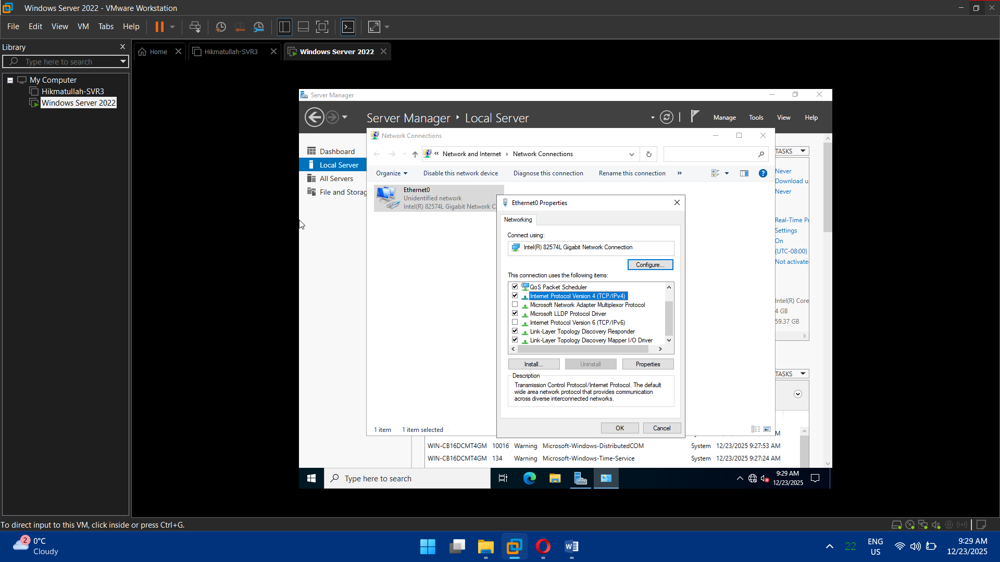 Windows Server 2022 - VMware Workstation
File Edit View VM Tabs Help
Library
Type here to search
My Computer
Hikmatullah-SVR3
Windows Server 2022
Home
Hikmatullah-SVR3
Windows Server 2022
Server Manager
Server Manager ‣ Local Server
Manage Tools View Help
Dashboard
Local Server
All Servers
File and Storag
Network Connections
« Network and Internet › Network Connections
Organize Disable this network device Diagnose this connection Rename this connection »
Ethernet0
Unidentified network
Intel(R) 82574L Gigabit Network C
Ethernet0 Properties
Networking
Connect using:
Intel(R) 82574L Gigabit Network Connection
Configure...
This connection uses the following items:
QoS Packet Scheduler
Internet Protocol Version 4 (TCP/IPv4)
Microsoft Network Adapter Multiplexor Protocol
Microsoft LLDP Protocol Driver
Internet Protocol Version 6 (TCP/IPv6)
Link-Layer Topology Discovery Responder
Link-Layer Topology Discovery Mapper I/O Driver
Install... Uninstall Properties
Description
Transmission Control Protocol/Internet Protocol. The default
wide area network protocol that provides communication
across diverse interconnected networks.
OK Cancel
1 item 1 item selected
TASKS
Never
Download u
Never
Real-Time Pr
Settings
On
(UTC-08:00)
Not activate
Intel(R) Core
4 GB
59.37 GB
TASKS
M
WIN-CB16DCMT4GM 10016 Warning Microsoft-Windows-DistributedCOM System 12/23/2025 9:27:53 AM
WIN-CB16DCMT4GM 134 Warning Microsoft-Windows-Time-Service System 12/23/2025 9:27:24 AM
Type here to search
9:29 AM
12/23/2025
To direct input to this VM, click inside or press Ctrl+G.
2
0°C
Cloudy
W
22
ENG
US
9:29 AM
12/23/2025